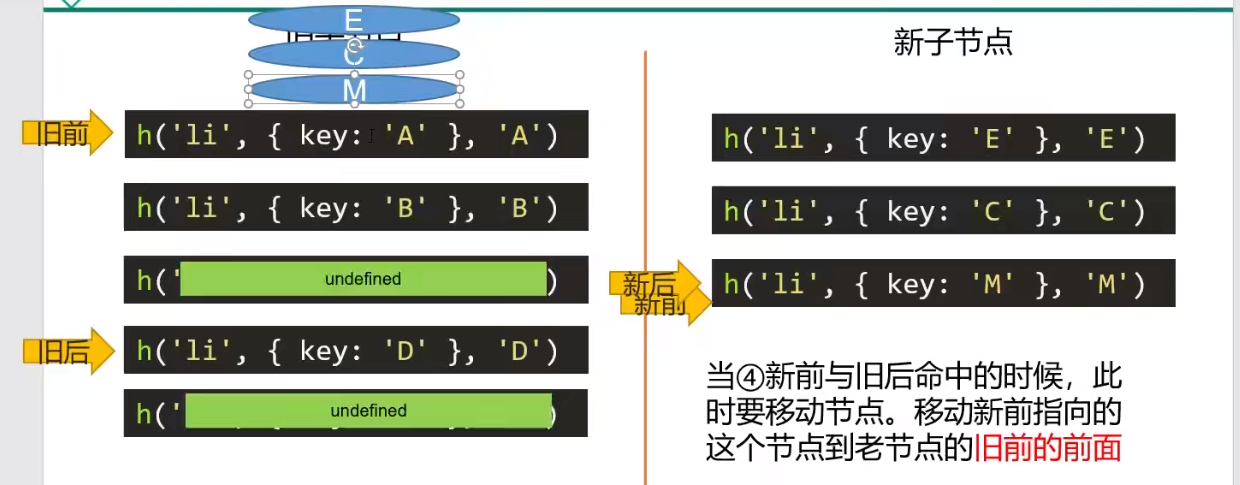 E
C
M
新子节点
旧前
h('li', { key: 'A' }, 'A')
h('li', { key: 'B' }, 'B')
h(' undefined )
旧后
h('li', { key: 'D' }, 'D')
h(' undefined )
h('li', { key: 'E' }, 'E')
h('li', { key: 'C' }, 'C')
新后
新前
h('li', { key: 'M' }, 'M')
当④新前与旧后命中的时候，此
时要移动节点。移动新前指向的
这个节点到老节点的旧前的前面